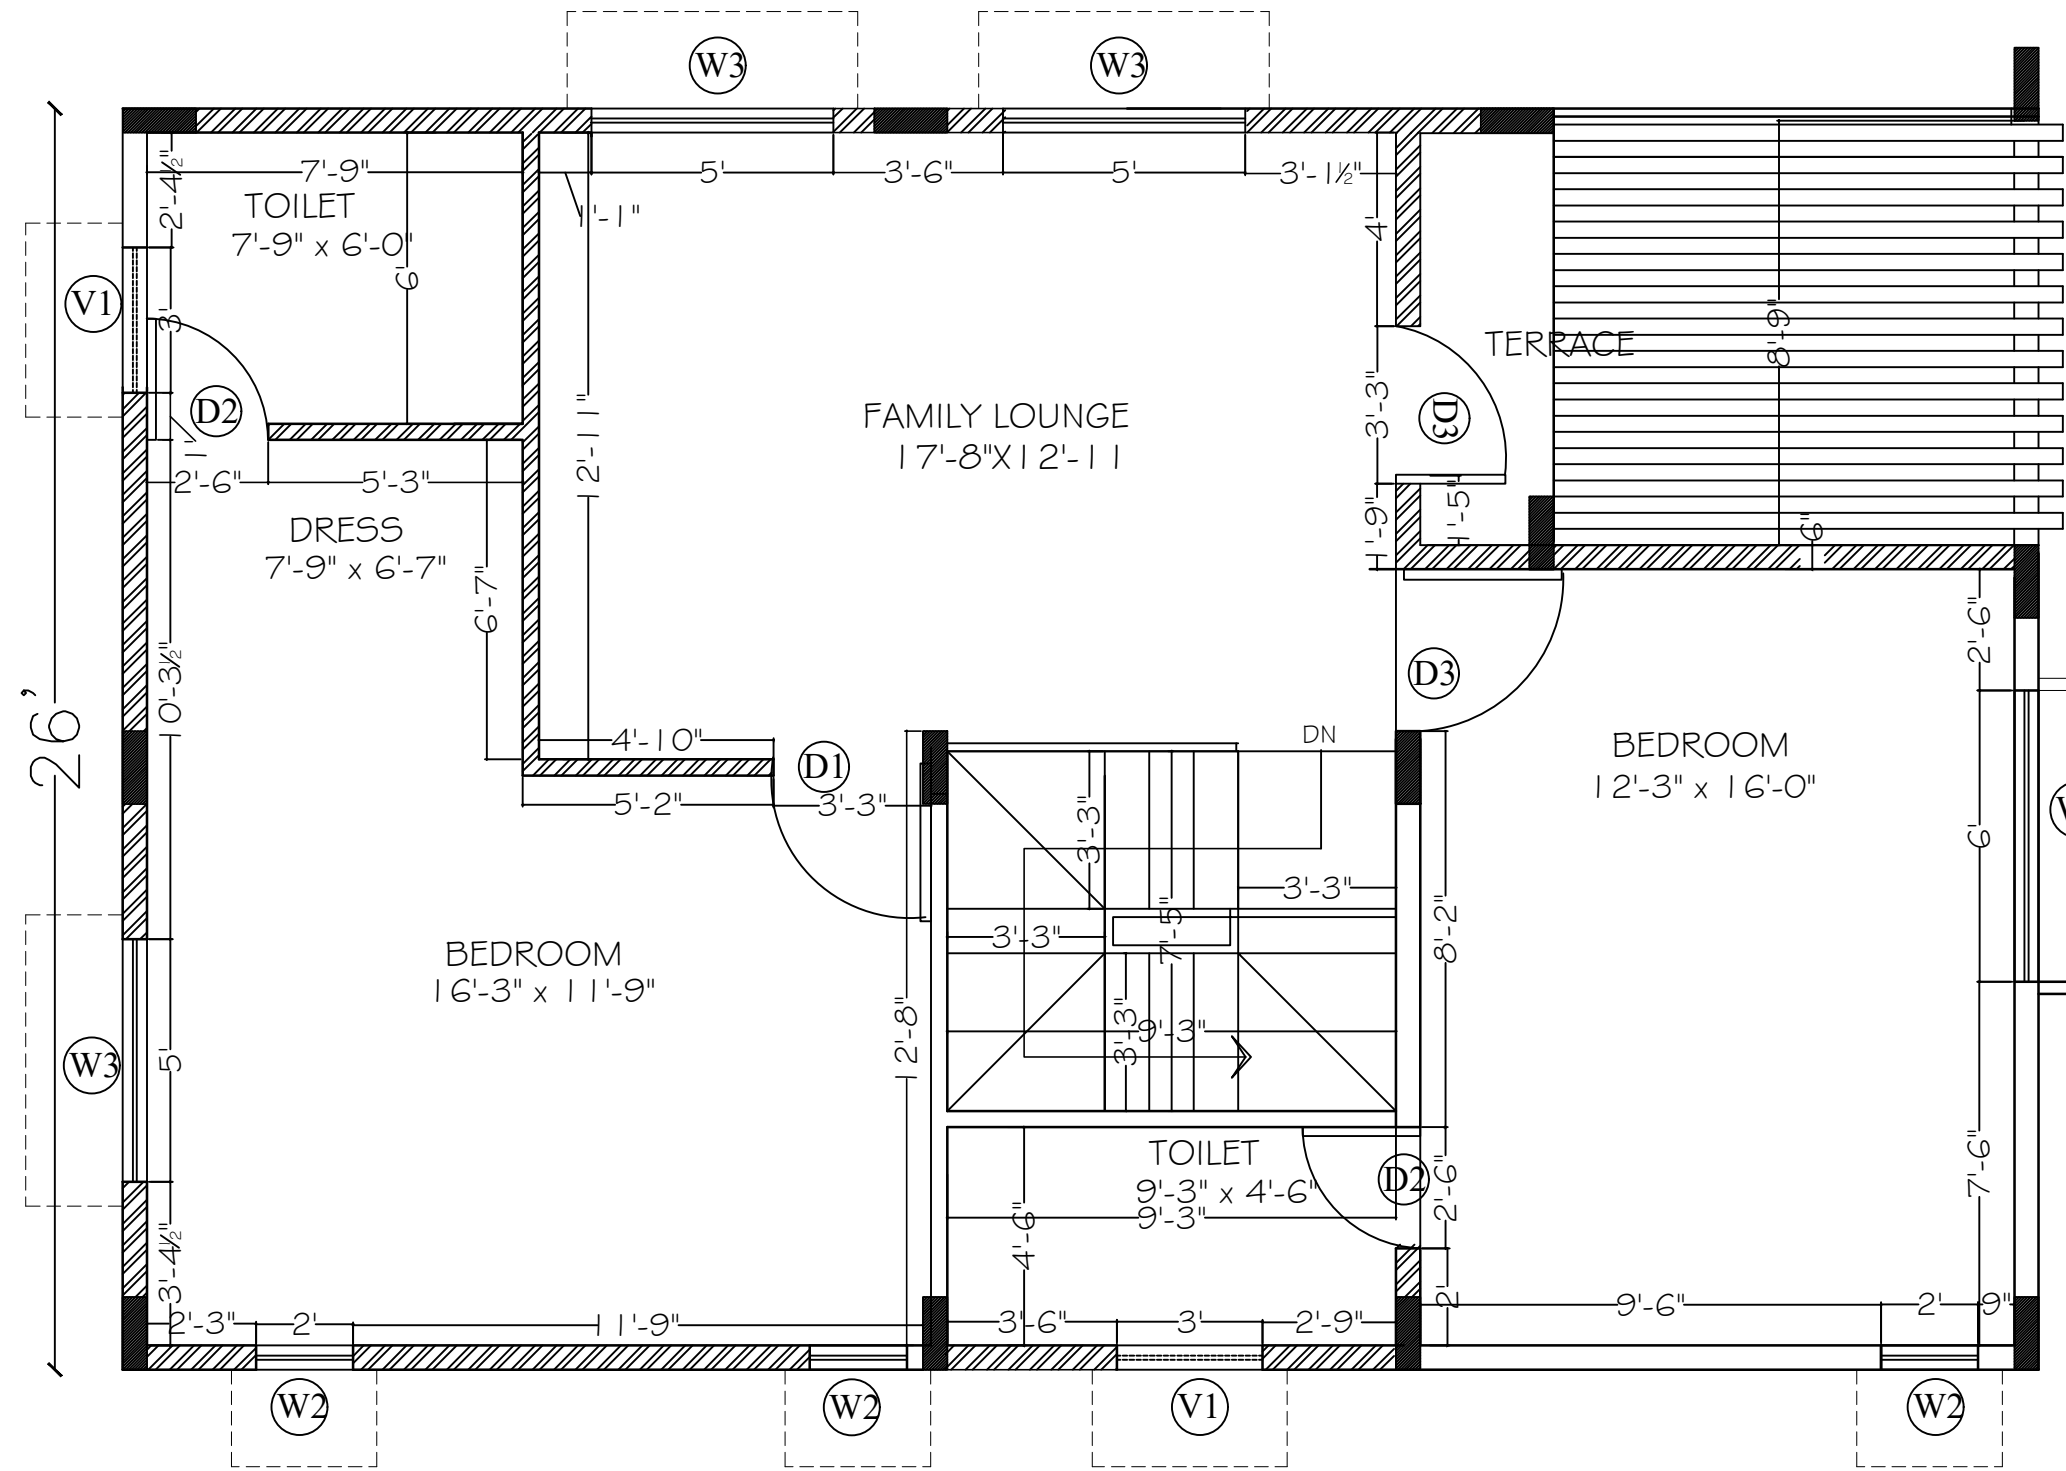 W3
W3
7'-9"
5'
3'-6"
5'
3'-1½"
2'-4½"
TOILET
7'-9" x 6'-0"
1'-1"
6'
4'
V1
3'
TERRACE
8'-9"
D2
1'
FAMILY LOUNGE
17'-8"X12'-11
12'-11"
3'-3"
D3
2'-6"
5'-3"
1'-9"
1'-5"
6"
DRESS
7'-9" x 6'-7"
6'-7"
10'-3½"
26'
2'-6"
D3
4'-10"
D1
DN
BEDROOM
12'-3" x 16'-0"
5'-2"
3'-3"
3'-3"
6'
3'-3"
3'-3"
7'-5"
8'-2"
BEDROOM
16'-3" x 11'-9"
12'-8"
3'-3"
9'-3"
W3
5'
TOILET
9'-3" x 4'-6"
9'-3"
D2
2'-6"
7'-6"
4'-6"
3'-4½"
2'
2'-3"
2'
11'-9"
3'-6"
3'
2'-9"
9'-6"
2'
9"
W2
W2
V1
W2